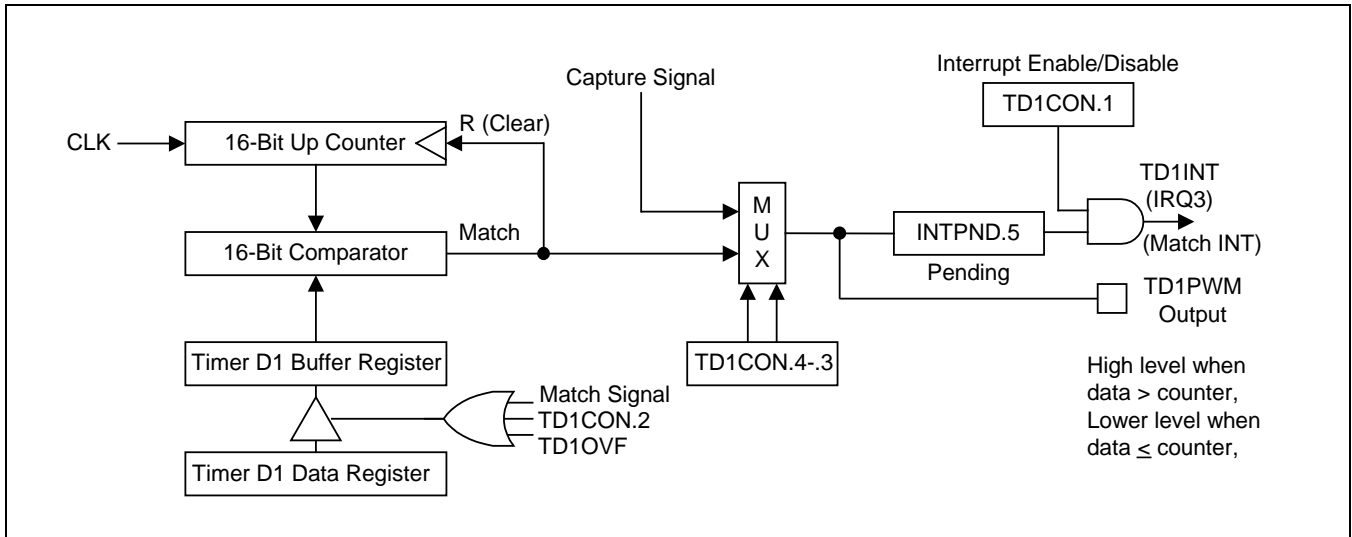 Interrupt Enable/Disable
Capture Signal
TD1CON.1
R (Clear)
CLK
16-Bit Up Counter
TD1INT
(IRQ3)
M
U
X
Match
16-Bit Comparator
INTPND.5
(Match INT)
Pending
TD1PWM
Output
Timer D1 Buffer Register
TD1CON.4-.3
High level when
data > counter,
Lower level when
data ≤ counter,
Match Signal
TD1CON.2
TD1OVF
Timer D1 Data Register